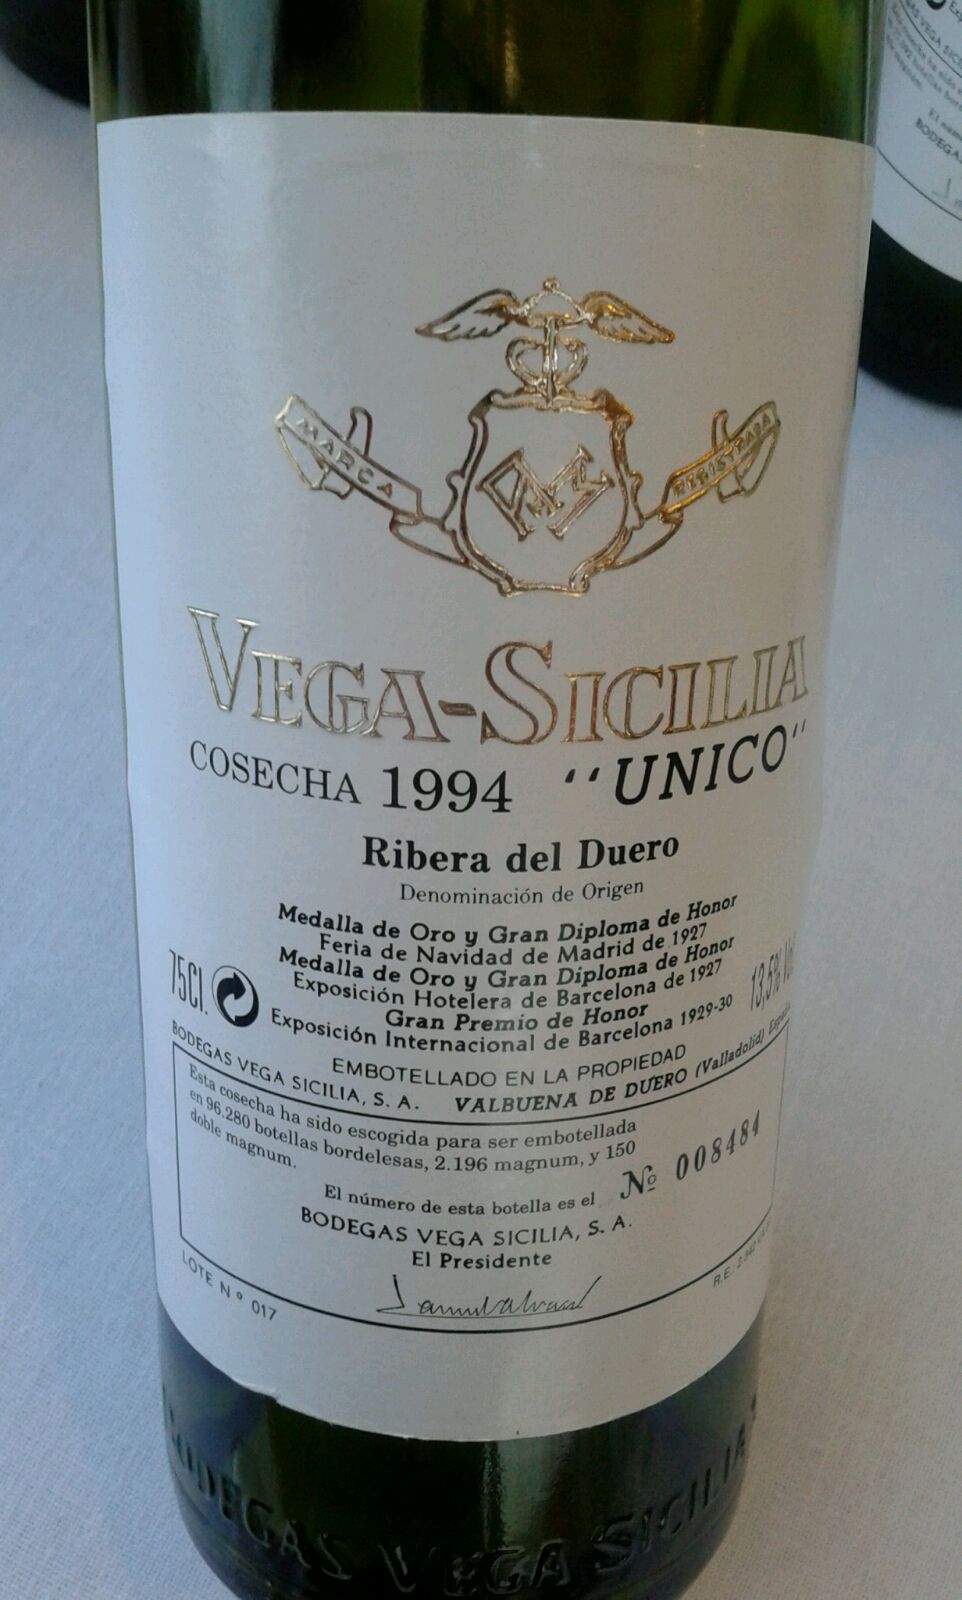 MARCA
REGISTRADA
VEGA-SICILIA
COSECHA 1994 "UNICO"
Ribera del Duero
Denominación de Origen
Medalla de Oro y Gran Diploma de Honor
Feria de Navidad de Madrid de 1927
Medalla de Oro y Gran Diploma de Honor
Exposición Hotelera de Barcelona de 1927
Gran Premio de Honor
Exposición Internacional de Barcelona 1929-30
75Cl.
13,5% Vol
EMBOTELLADO EN LA PROPIEDAD
BODEGAS VEGA SICILIA, S. A. VALBUENA DE DUERO (Valladolid) España
Esta cosecha ha sido escogida para ser embotellada
en 96.280 botellas bordelesas, 2.196 magnum, y 150
doble magnum.
El número de esta botella es el Nº 008484
BODEGAS VEGA SICILIA, S. A.
El Presidente
LOTE Nº 017
R.E.
BODEGAS VEGA SICILIA